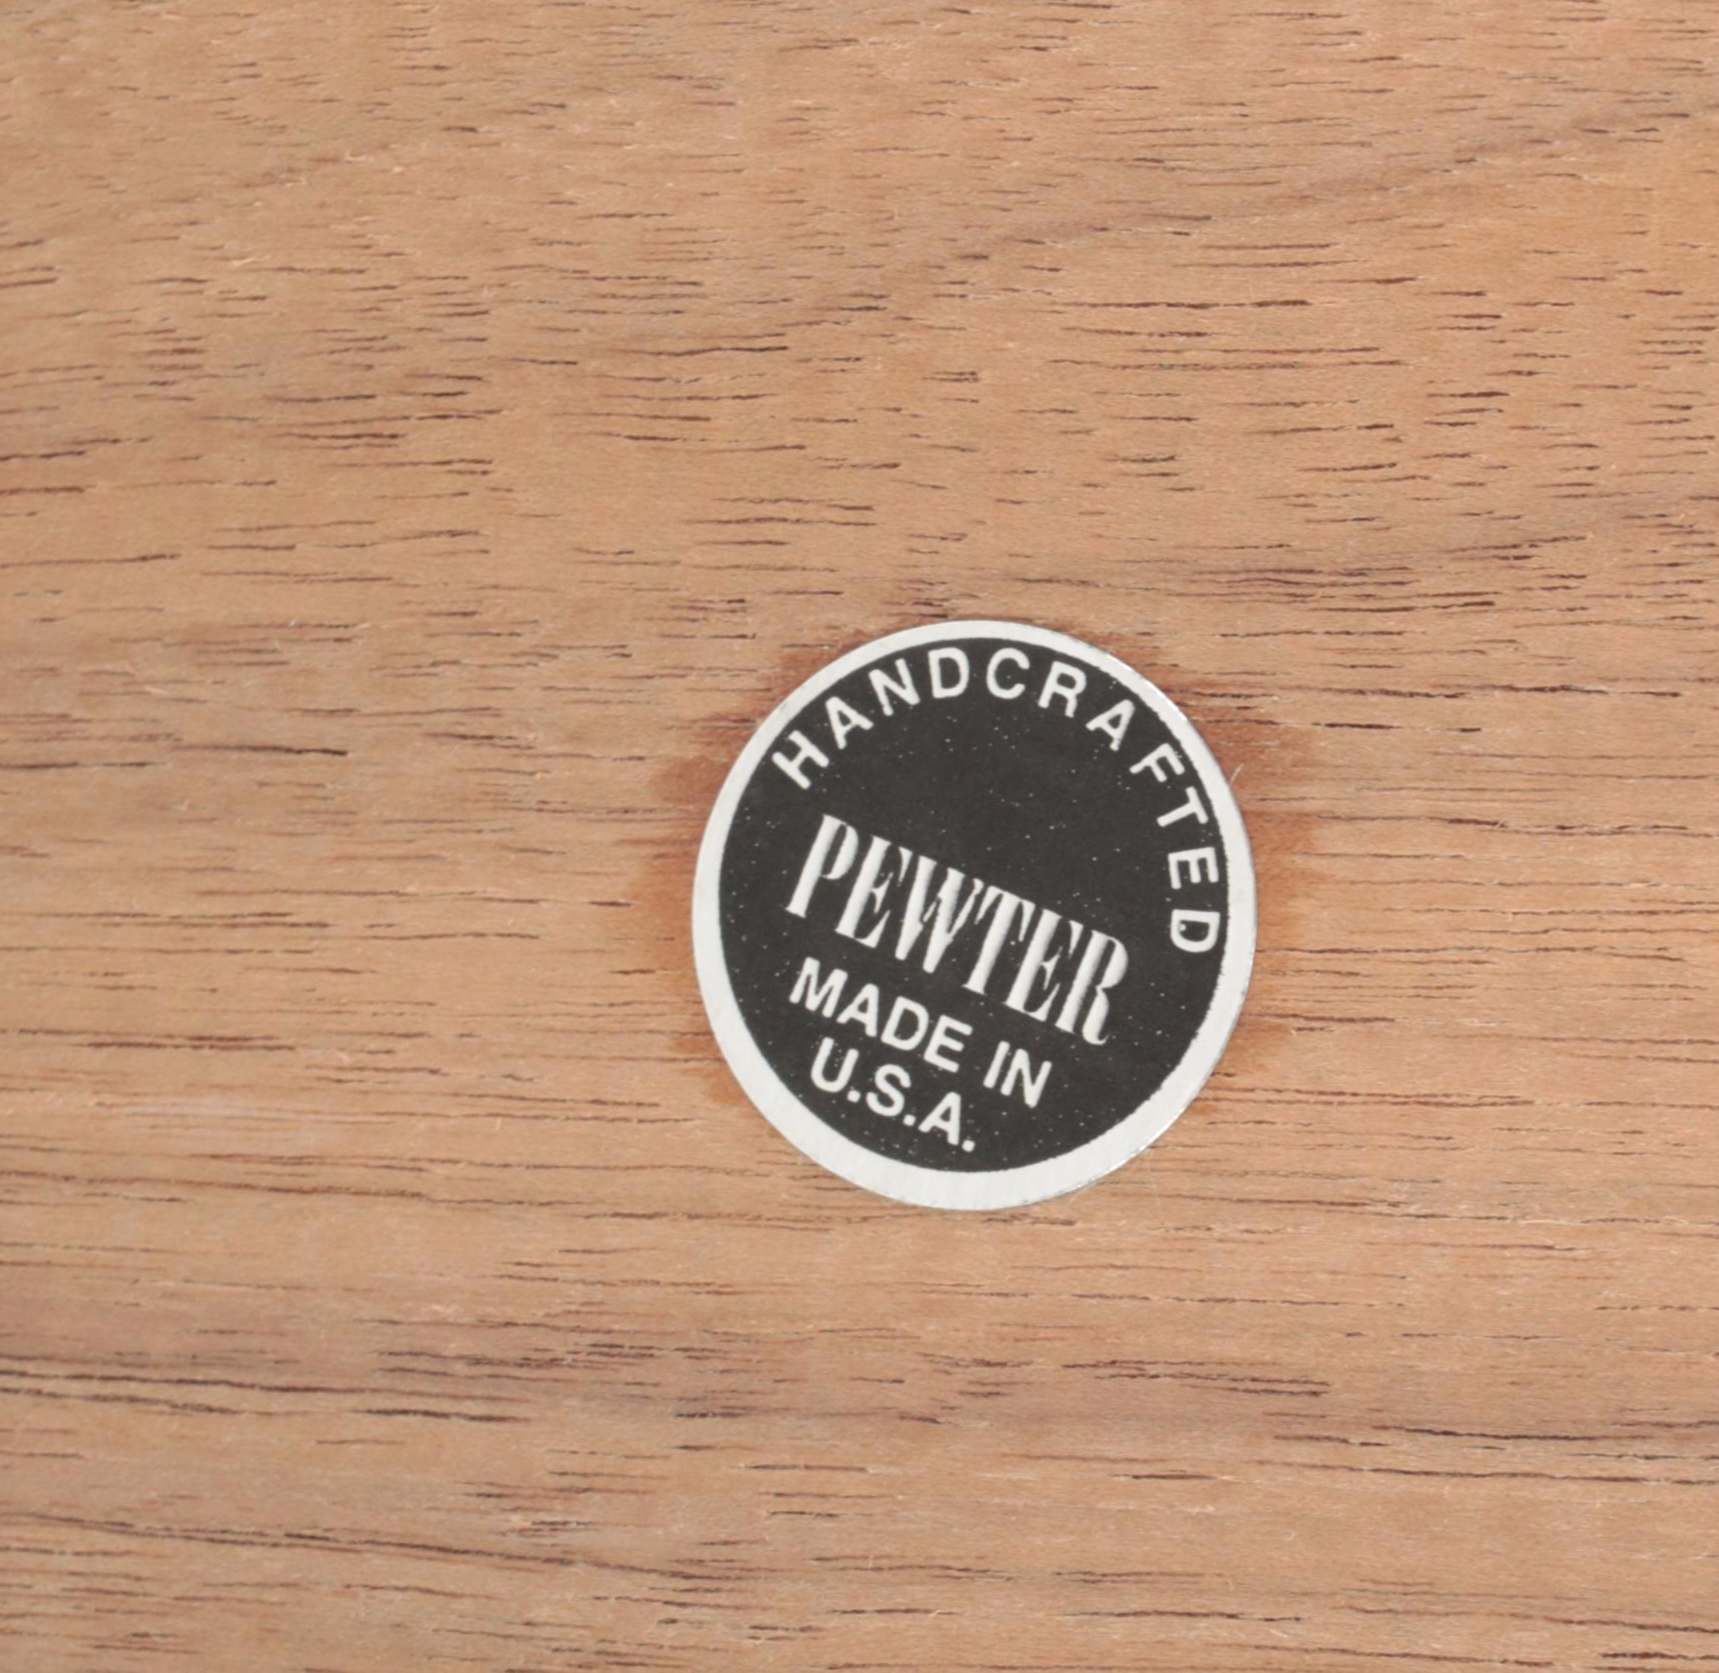 HANDCRAFTED
PEWTER
MADE IN
U.S.A.